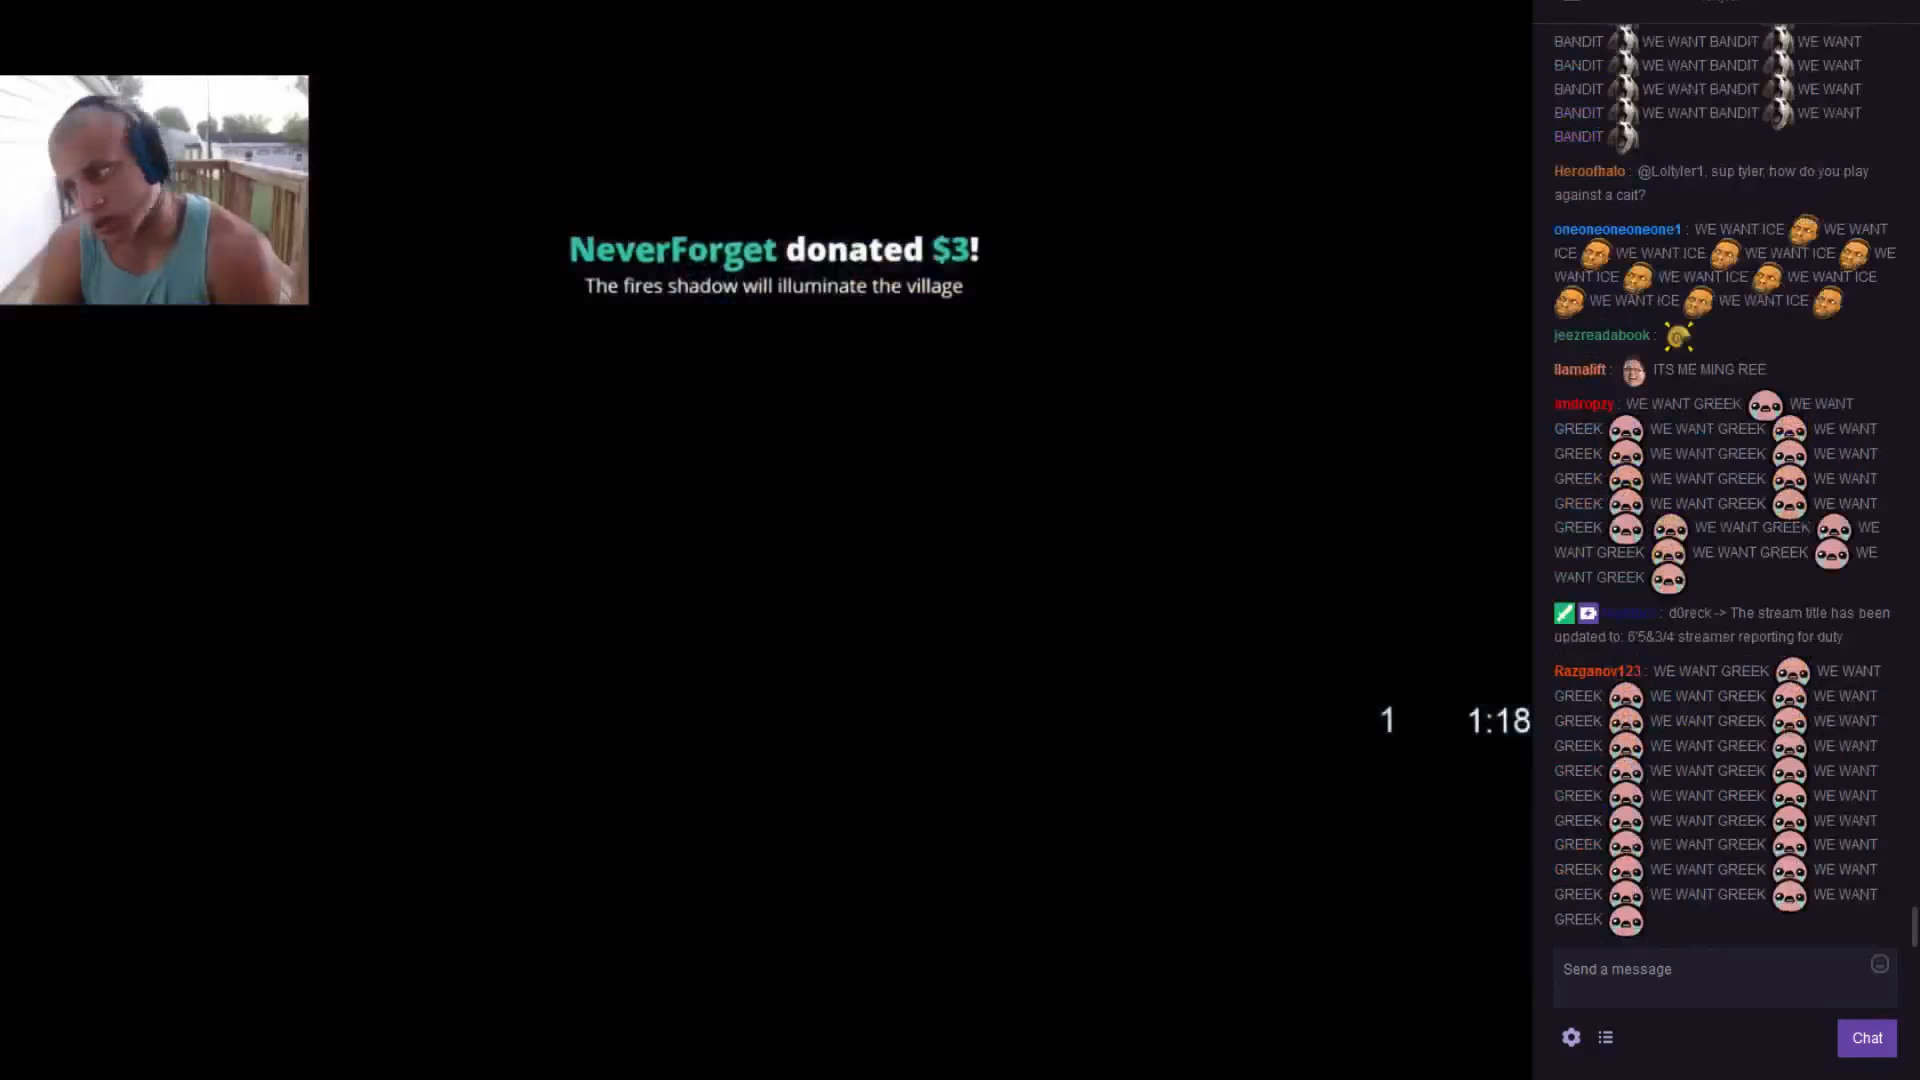 NeverForget donated $3!
The fires shadow will illuminate the village
1 1:18
BANDIT WE WANT BANDIT WE WANT
BANDIT WE WANT BANDIT WE WANT
BANDIT WE WANT BANDIT WE WANT
BANDIT WE WANT BANDIT WE WANT
BANDIT
Heroofhalo : @Loltyler1, sup tyler, how do you play
against a cait?
oneoneoneoneone1 : WE WANT ICE WE WANT
ICE WE WANT ICE WE WANT ICE WE
WANT ICE WE WANT ICE WE WANT ICE
WE WANT ICE WE WANT ICE
jeezreadabook :
llamalift : ITS ME MING REE
imdropzy : WE WANT GREEK WE WANT
GREEK WE WANT GREEK WE WANT
GREEK WE WANT GREEK WE WANT
GREEK WE WANT GREEK WE WANT
GREEK WE WANT GREEK WE WANT
GREEK WE WANT GREEK WE
WANT GREEK WE WANT GREEK WE
WANT GREEK
: d0reck -> The stream title has been
updated to: 6'5&3/4 streamer reporting for duty
Razganov123 : WE WANT GREEK WE WANT
GREEK WE WANT GREEK WE WANT
GREEK WE WANT GREEK WE WANT
GREEK WE WANT GREEK WE WANT
GREEK WE WANT GREEK WE WANT
GREEK WE WANT GREEK WE WANT
GREEK WE WANT GREEK WE WANT
GREEK WE WANT GREEK WE WANT
GREEK WE WANT GREEK WE WANT
GREEK WE WANT GREEK WE WANT
GREEK
Send a message
Chat